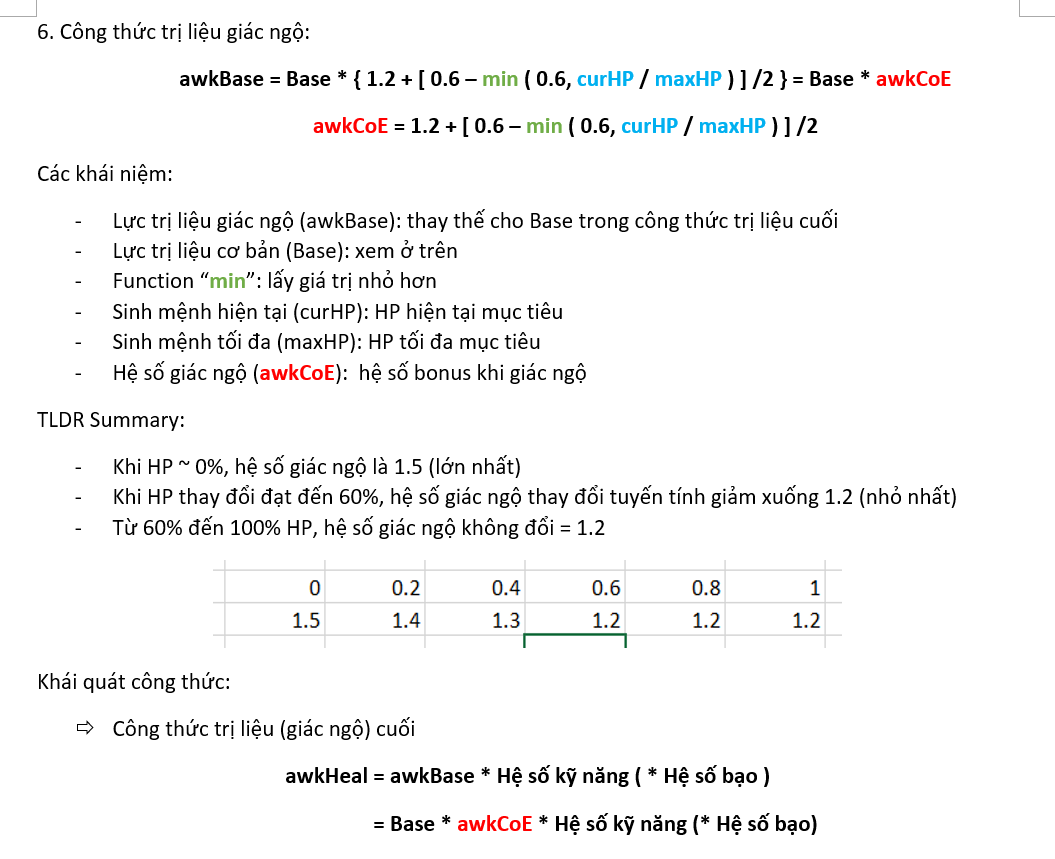 6. Công thức trị liệu giác ngộ:
awkBase = Base * { 1.2 + [ 0.6 – min ( 0.6, curHP / maxHP ) ] /2 } = Base * awkCoE
awkCoE = 1.2 + [ 0.6 – min ( 0.6, curHP / maxHP ) ] /2
Các khái niệm:
- Lực trị liệu giác ngộ (awkBase): thay thế cho Base trong công thức trị liệu cuối
- Lực trị liệu cơ bản (Base): xem ở trên
- Function “min”: lấy giá trị nhỏ hơn
- Sinh mệnh hiện tại (curHP): HP hiện tại mục tiêu
- Sinh mệnh tối đa (maxHP): HP tối đa mục tiêu
- Hệ số giác ngộ (awkCoE): hệ số bonus khi giác ngộ
TLDR Summary:
- Khi HP ~ 0%, hệ số giác ngộ là 1.5 (lớn nhất)
- Khi HP thay đổi đạt đến 60%, hệ số giác ngộ thay đổi tuyến tính giảm xuống 1.2 (nhỏ nhất)
- Từ 60% đến 100% HP, hệ số giác ngộ không đổi = 1.2
0 0.2 0.4 0.6 0.8 1
1.5 1.4 1.3 1.2 1.2 1.2
Khái quát công thức:
⇨ Công thức trị liệu (giác ngộ) cuối
awkHeal = awkBase * Hệ số kỹ năng ( * Hệ số bạo )
= Base * awkCoE * Hệ số kỹ năng (* Hệ số bạo)